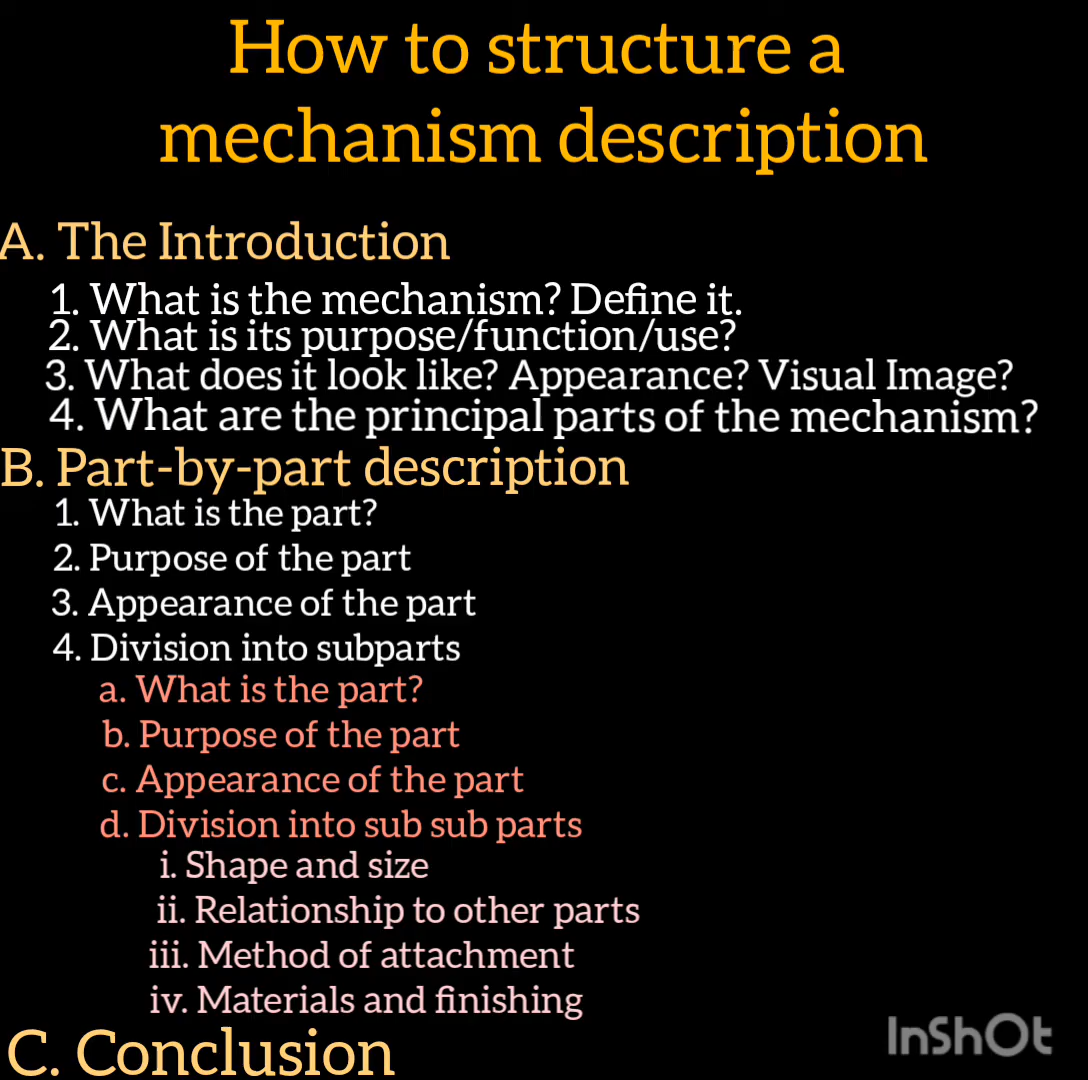 How to structure a
mechanism description
A. The Introduction
1. What is the mechanism? Define it.
2. What is its purpose/function/use?
3. What does it look like? Appearance? Visual Image?
4. What are the principal parts of the mechanism?
B. Part-by-part description
1. What is the part?
2. Purpose of the part
3. Appearance of the part
4. Division into subparts
a. What is the part?
b. Purpose of the part
c. Appearance of the part
d. Division into sub sub parts
i. Shape and size
ii. Relationship to other parts
iii. Method of attachment
iv. Materials and finishing
C. Conclusion
InShOt